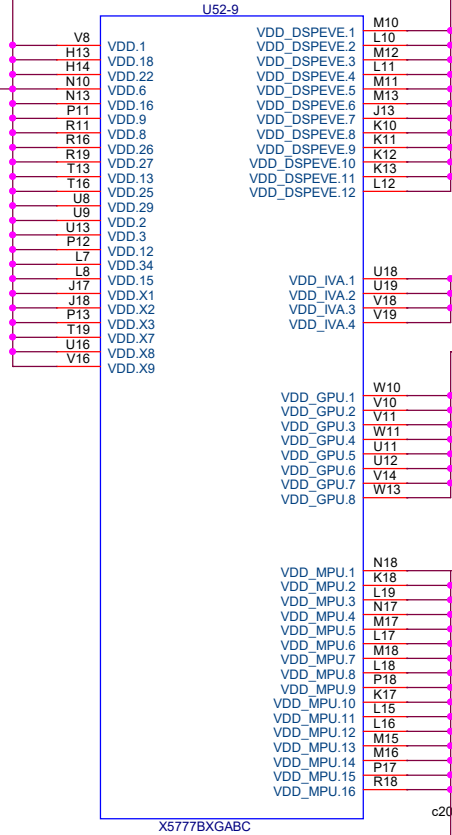 U52-9
V8 VDD.1
H13 VDD.18
H14 VDD.22
N10 VDD.6
N13 VDD.16
P11 VDD.9
R11 VDD.8
R16 VDD.26
R19 VDD.27
T13 VDD.13
T16 VDD.25
U8 VDD.29
U9 VDD.2
U13 VDD.3
P12 VDD.12
L7 VDD.34
L8 VDD.15
J17 VDD.X1
J18 VDD.X2
P13 VDD.X3
T19 VDD.X7
U16 VDD.X8
V16 VDD.X9
VDD_DSPEVE.1 M10
VDD_DSPEVE.2 L10
VDD_DSPEVE.3 M12
VDD_DSPEVE.4 L11
VDD_DSPEVE.5 M11
VDD_DSPEVE.6 M13
VDD_DSPEVE.7 J13
VDD_DSPEVE.8 K10
VDD_DSPEVE.9 K11
VDD_DSPEVE.10 K12
VDD_DSPEVE.11 K13
VDD_DSPEVE.12 L12
VDD_IVA.1 U18
VDD_IVA.2 U19
VDD_IVA.3 V18
VDD_IVA.4 V19
VDD_GPU.1 W10
VDD_GPU.2 V10
VDD_GPU.3 V11
VDD_GPU.4 W11
VDD_GPU.5 U11
VDD_GPU.6 U12
VDD_GPU.7 V14
VDD_GPU.8 W13
VDD_MPU.1 N18
VDD_MPU.2 K18
VDD_MPU.3 L19
VDD_MPU.4 N17
VDD_MPU.5 M17
VDD_MPU.6 L17
VDD_MPU.7 M18
VDD_MPU.8 L18
VDD_MPU.9 P18
VDD_MPU.10 K17
VDD_MPU.11 L15
VDD_MPU.12 L16
VDD_MPU.13 M15
VDD_MPU.14 M16
VDD_MPU.15 P17
VDD_MPU.16 R18
c20
X5777BXGABC